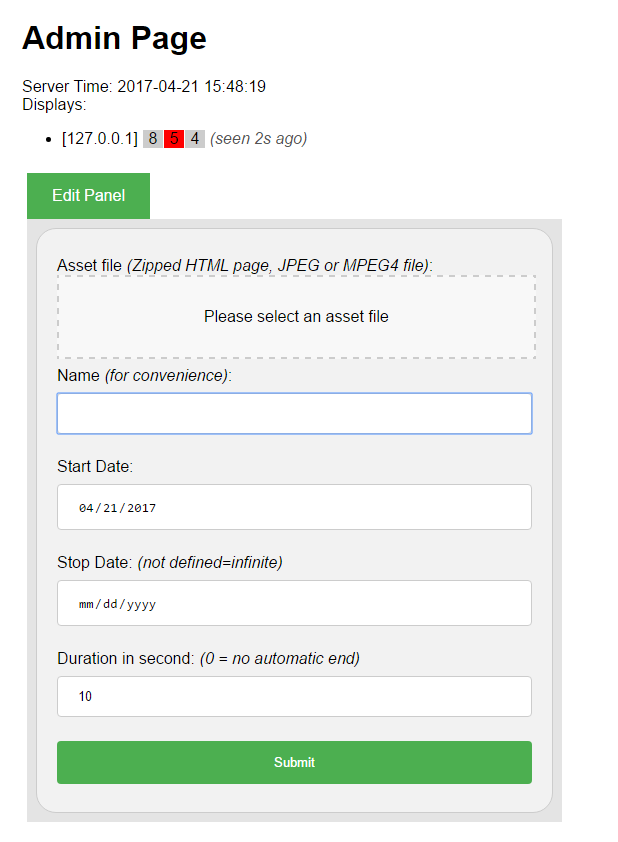 Admin Page
Server Time: 2017-04-21 15:48:19
Displays:
• [127.0.0.1] 8 5 4 (seen 2s ago)
Edit Panel
Asset file (Zipped HTML page, JPEG or MPEG4 file):
Please select an asset file
Name (for convenience):
Start Date:
04/21/2017
Stop Date: (not defined=infinite)
mm/dd/yyyy
Duration in second: (0 = no automatic end)
10
Submit